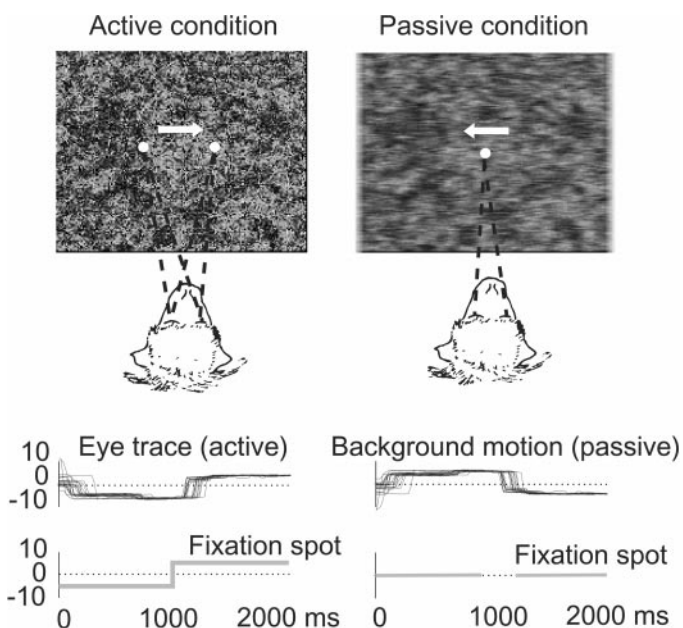 Active condition
Passive condition
Eye trace (active)
10
0
-10
Background motion (passive)
Fixation spot
10
0
-10
0 1000 2000 ms
Fixation spot
0 1000 2000 ms